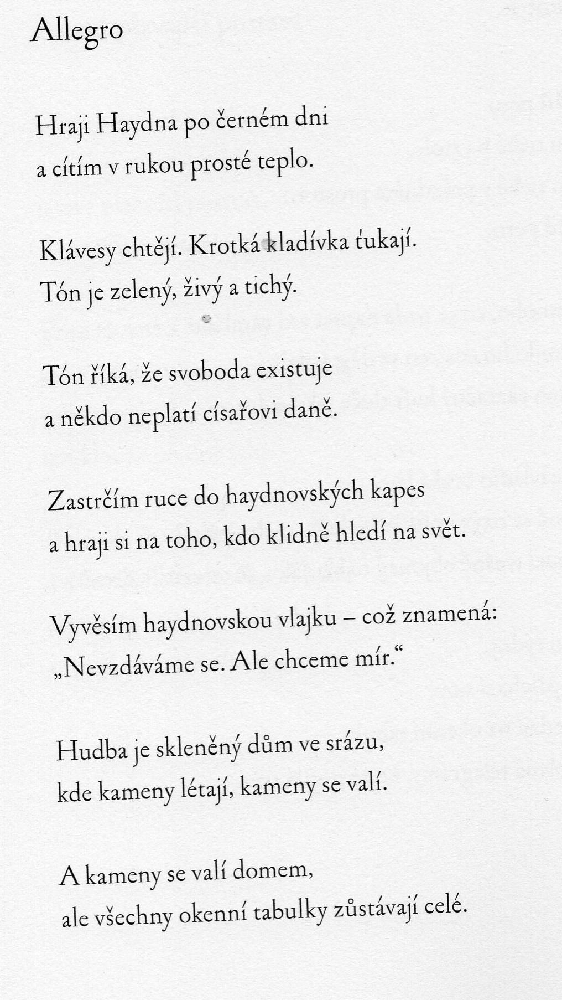 Allegro
Hraji Haydna po černém dni
a cítím v rukou prosté teplo.
Klávesy chtějí. Krotká kladívka ťukají.
Tón je zelený, živý a tichý.
Tón říká, že svoboda existuje
a někdo neplatí císařovi daně.
Zastrčím ruce do haydnovských kapes
a hraji si na toho, kdo klidně hledí na svět.
Vyvěsím haydnovskou vlajku – což znamená:
„Nevzdáváme se. Ale chceme mír.“
Hudba je skleněný dům ve srázu,
kde kameny létají, kameny se valí.
A kameny se valí domem,
ale všechny okenní tabulky zůstávají celé.